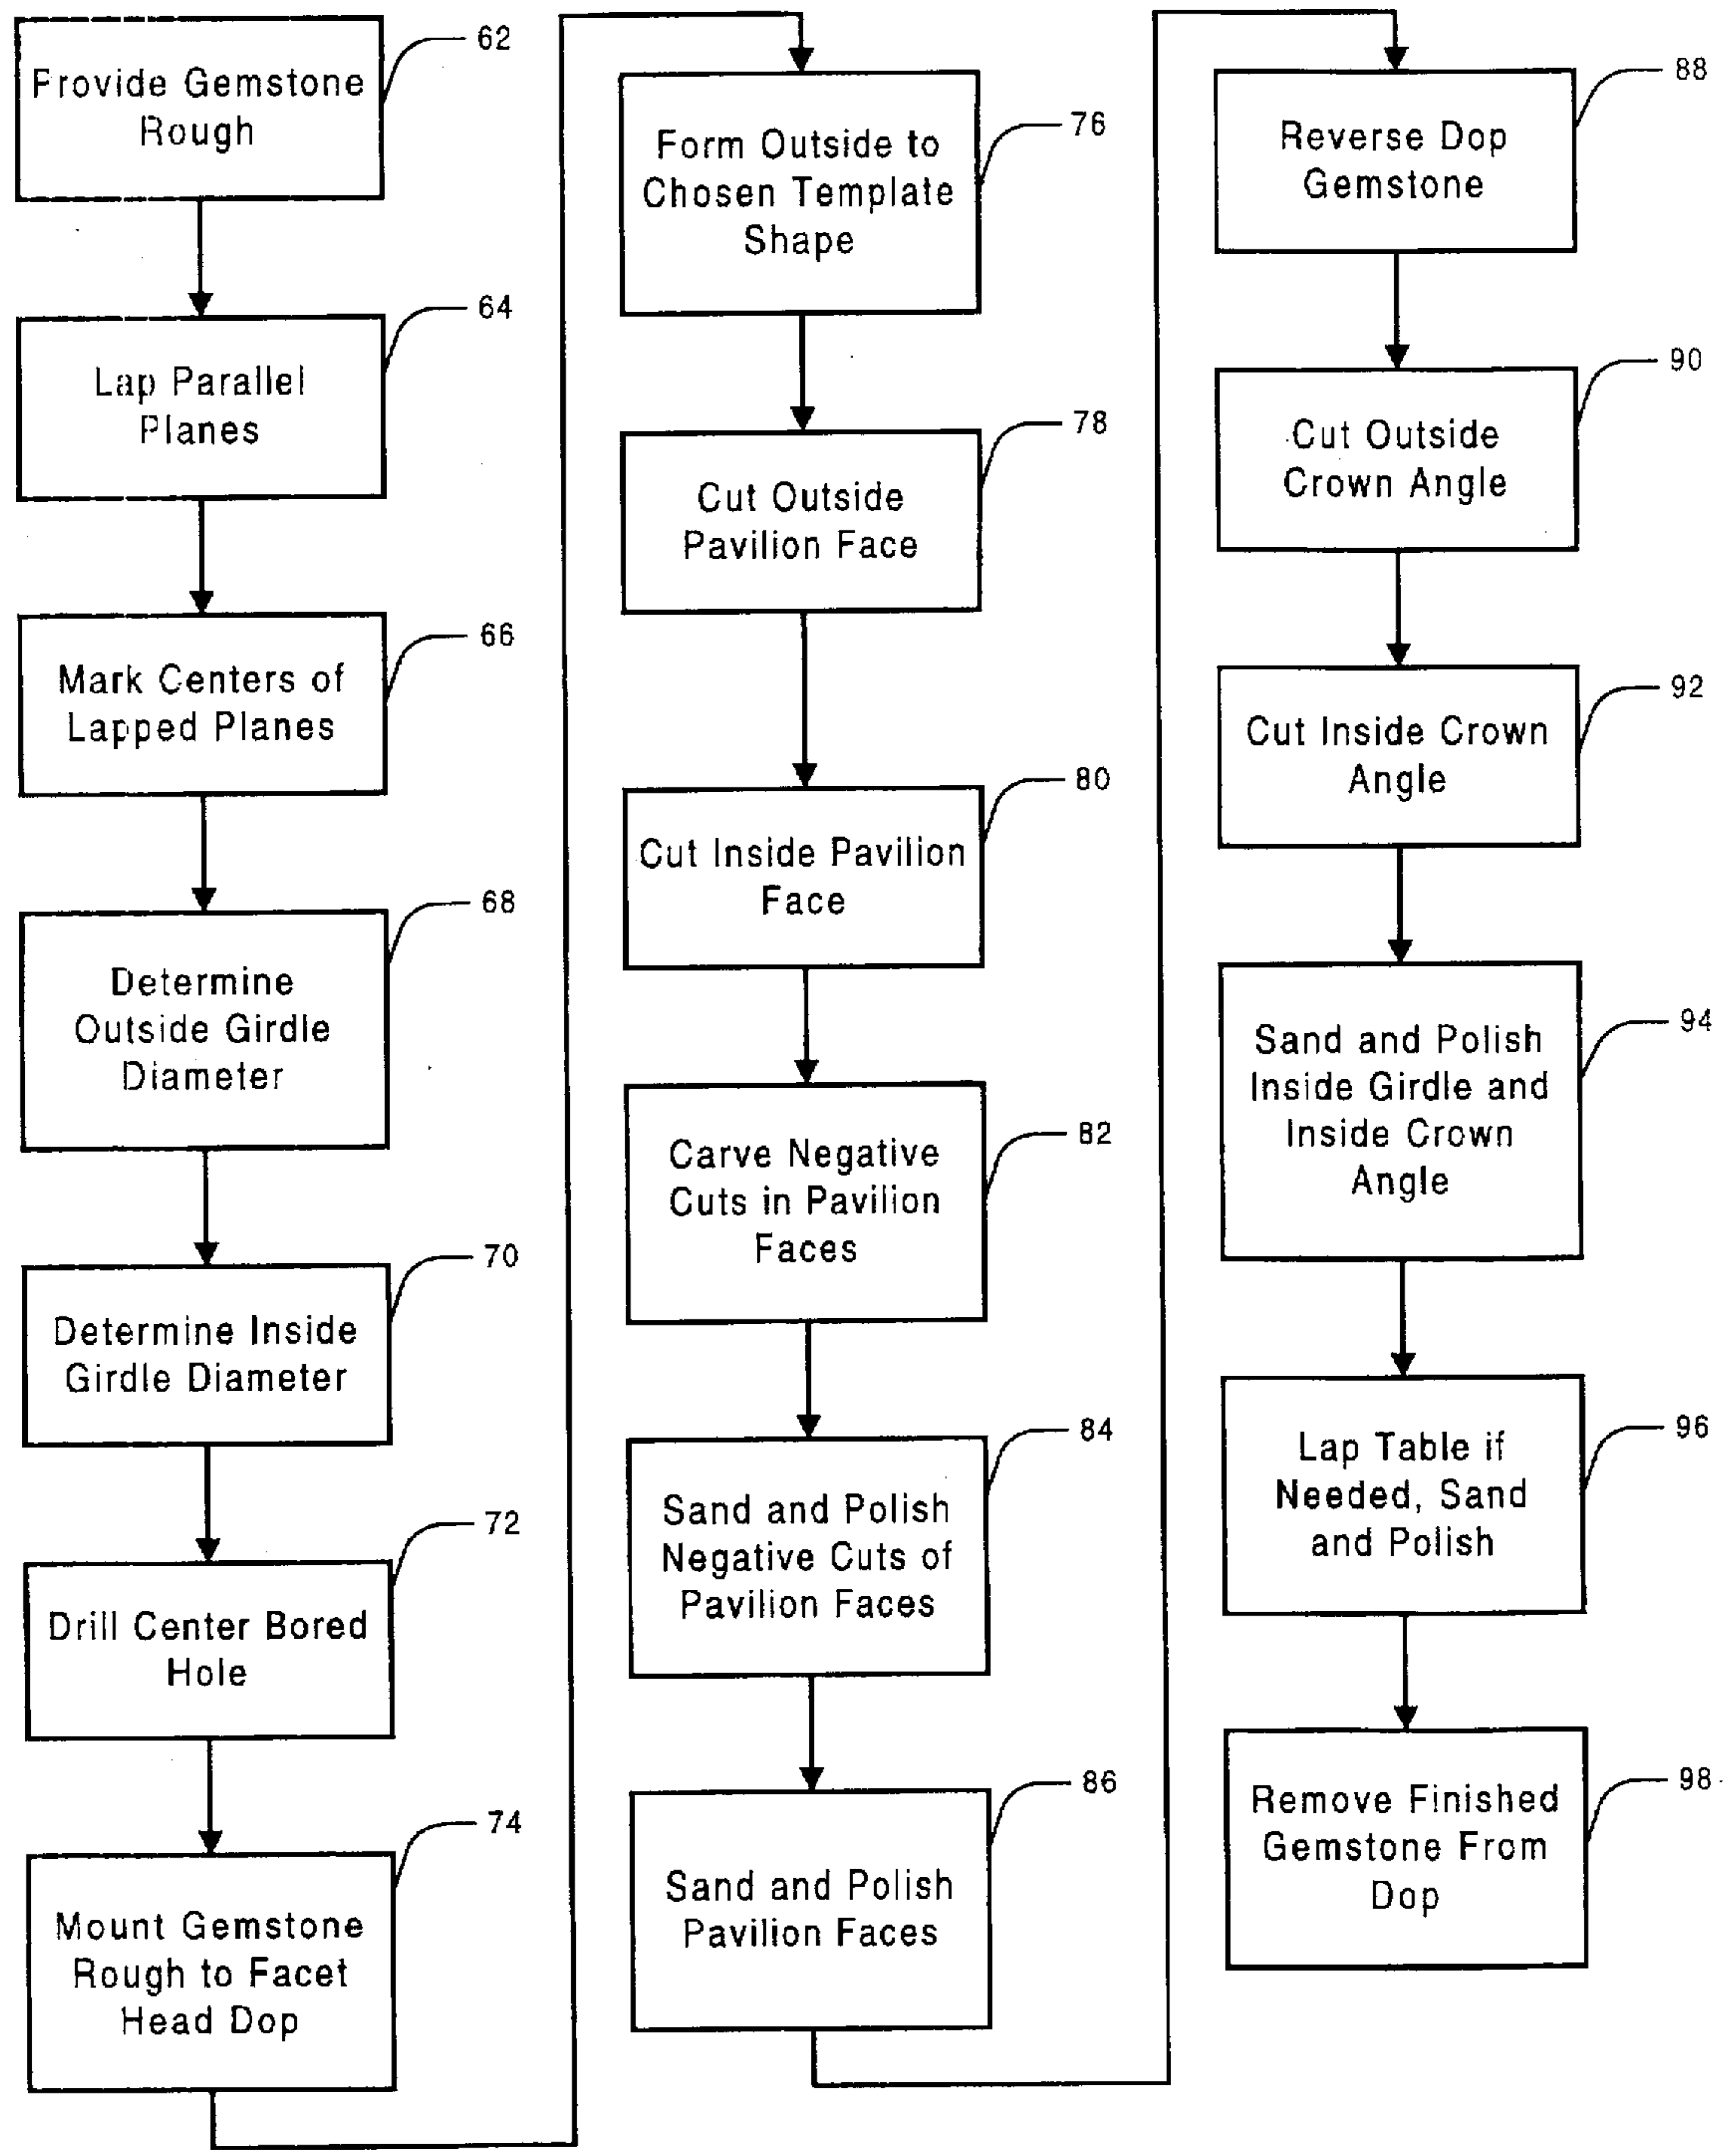 Provide Gemstone
Rough
62
Lap Parallel
Planes
64
Mark Centers of
Lapped Planes
66
Determine
Outside Girdle
Diameter
68
Determine Inside
Girdle Diameter
70
Drill Center Bored
Hole
72
Mount Gemstone
Rough to Facet
Head Dop
74
Form Outside to
Chosen Template
Shape
76
Cut Outside
Pavilion Face
78
Cut Inside Pavilion
Face
80
Carve Negative
Cuts in Pavilion
Faces
82
Sand and Polish
Negative Cuts of
Pavilion Faces
84
Sand and Polish
Pavilion Faces
86
Reverse Dop
Gemstone
88
Cut Outside
Crown Angle
90
Cut Inside Crown
Angle
92
Sand and Polish
Inside Girdle and
Inside Crown
Angle
94
Lap Table if
Needed, Sand
and Polish
96
Remove Finished
Gemstone From
Dop
98